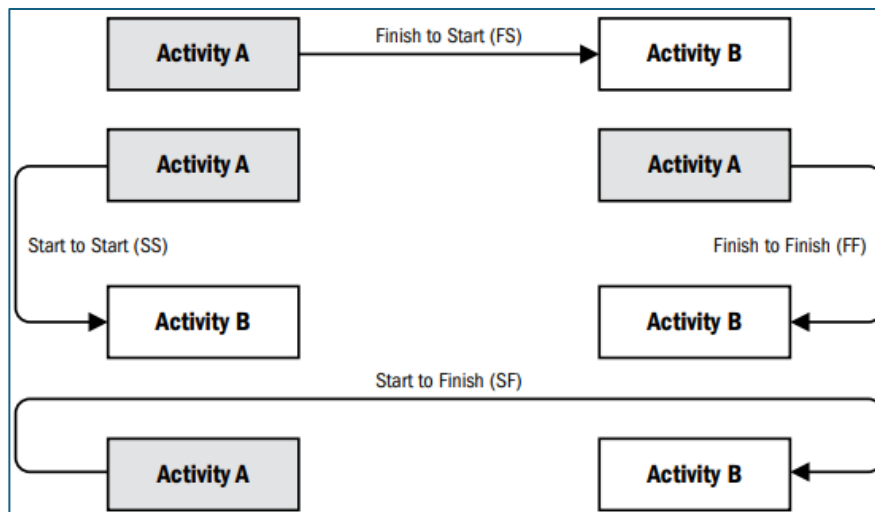 Activity A
Finish to Start (FS)
Activity B
Activity A
Activity A
Start to Start (SS)
Finish to Finish (FF)
Activity B
Activity B
Start to Finish (SF)
Activity A
Activity B